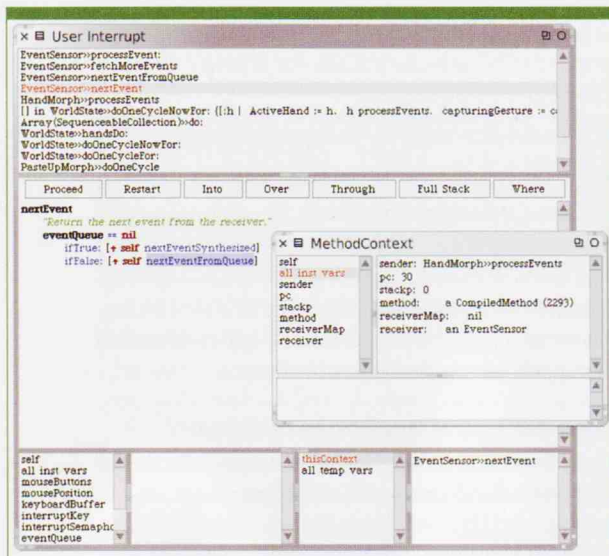 User Interrupt
EventSensor»processEvent:
EventSensor»fetchMoreEvents
EventSensor»nextEventFromQueue
EventSensor»nextEvent
HandMorph»processEvents
[] in WorldState»doOneCycleNowFor: {[:h | ActiveHand := h. h processEvents. capturingGesture := ca
Array(SequenceableCollection)»do:
WorldState»handsDo:
WorldState»doOneCycleNowFor:
WorldState»doOneCycleFor:
PasteUpMorph»doOneCycle
Proceed Restart Into Over Through Full Stack Where
nextEvent
"Return the next event from the receiver."
eventQueue == nil
ifTrue: [↑ self nextEventSynthesized]
ifFalse: [↑ self nextEventFromQueue]
MethodContext
self
all inst vars
sender
pc
stackp
method
receiverMap
receiver
sender: HandMorph»processEvents
pc: 30
stackp: 0
method: a CompiledMethod (2293)
receiverMap: nil
receiver: an EventSensor
self
all inst vars
mouseButtons
mousePosition
keyboardBuffer
interruptKey
interruptSemapho
eventQueue
thisContext
all temp vars
EventSensor»nextEvent